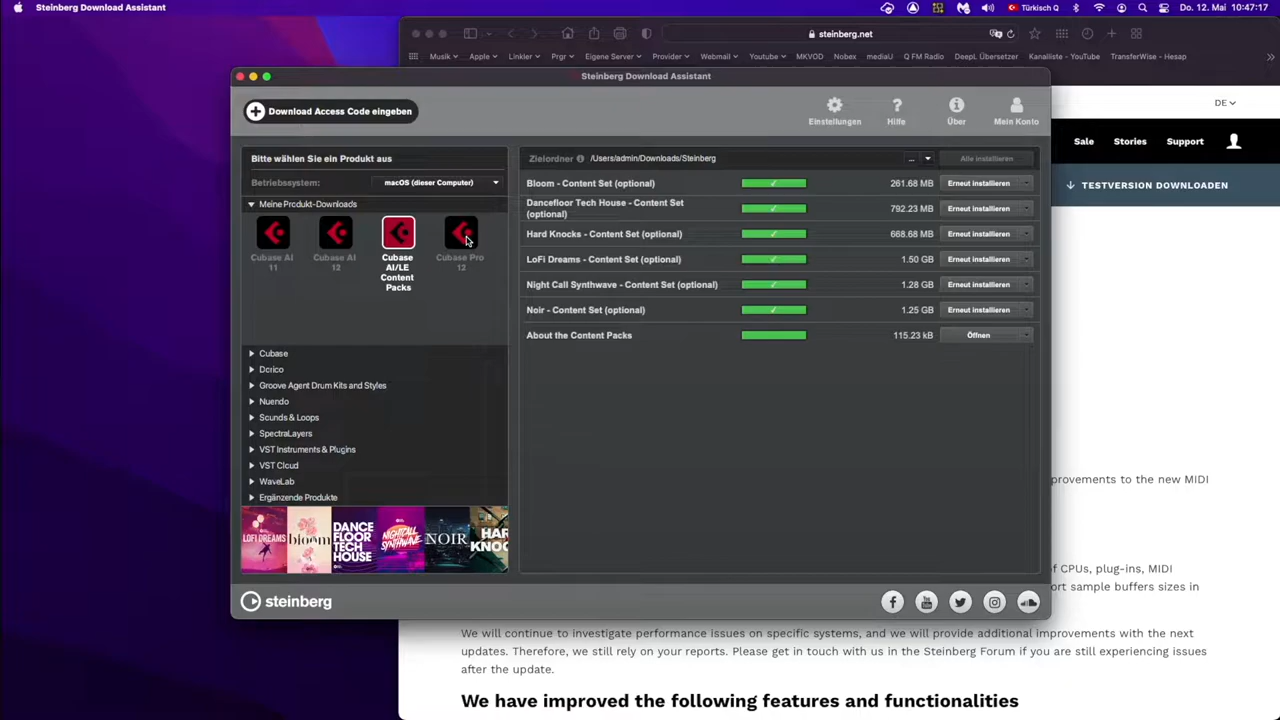 Steinberg Download Assistant
Türkisch Q
Do. 12. Mai 10:47:17
steinberg.net
Musik
Apple
Linkler
Prgr
Eigene Server
Provider
Webmail
Youtube
MKVOD
Nobex
mediaU
Q FM Radio
DeepL Übersetzer
Kanalliste - YouTube
TransferWise - Hesap
Steinberg Download Assistant
Download Access Code eingeben
Einstellungen
Hilfe
Über
Mein Konto
DE
Sale
Stories
Support
TESTVERSION DOWNLOADEN
Bitte wählen Sie ein Produkt aus
Betriebssystem:
macOS (dieser Computer)
Meine Produkt-Downloads
Cubase AI
11
Cubase AI
12
Cubase
AI/LE
Content
Packs
Cubase Pro
12
Cubase
Dorico
Groove Agent Drum Kits and Styles
Nuendo
Sounds & Loops
SpectraLayers
VST Instruments & Plugins
VST Cloud
WaveLab
Ergänzende Produkte
LOFI DREAMS
bloom
DANCE
FLOOR
TECH
HOUSE
NIGHTCALL
SYNTHWAVE
NOIR
HAR
KNOC
Zielordner
/Users/admin/Downloads/Steinberg
...
Alle installieren
Bloom - Content Set (optional)
261.68 MB
Erneut installieren
Dancefloor Tech House - Content Set
(optional)
792.23 MB
Erneut installieren
Hard Knocks - Content Set (optional)
668.68 MB
Erneut installieren
LoFi Dreams - Content Set (optional)
1.50 GB
Erneut installieren
Night Call Synthwave - Content Set (optional)
1.28 GB
Erneut installieren
Noir - Content Set (optional)
1.25 GB
Erneut installieren
About the Content Packs
115.23 kB
Öffnen
steinberg
provements to the new MIDI
of CPUs, plug-ins, MIDI
ort sample buffers sizes in
We will continue to investigate performance issues on specific systems, and we will provide additional improvements with the next
updates. Therefore, we still rely on your reports. Please get in touch with us in the Steinberg Forum if you are still experiencing issues
after the update.
We have improved the following features and functionalities